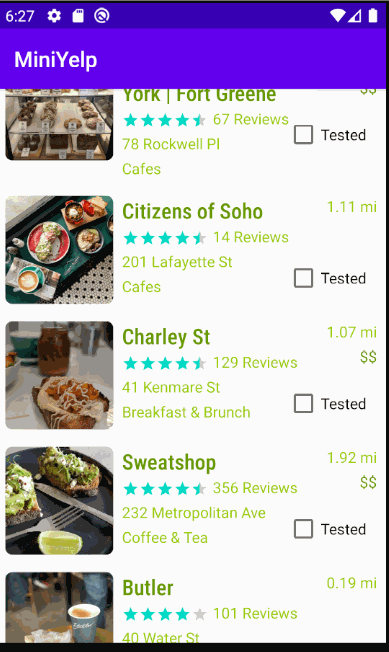 6:27
MiniYelp
York | Fort Greene
$$
67 Reviews
78 Rockwell Pl
Tested
Cafes
Citizens of Soho
1.11 mi
14 Reviews
201 Lafayette St
Tested
Cafes
Charley St
1.07 mi
129 Reviews
$$
41 Kenmare St
Tested
Breakfast & Brunch
Sweatshop
1.92 mi
356 Reviews
$$
232 Metropolitan Ave
Tested
Coffee & Tea
Butler
0.19 mi
101 Reviews
40 Water St